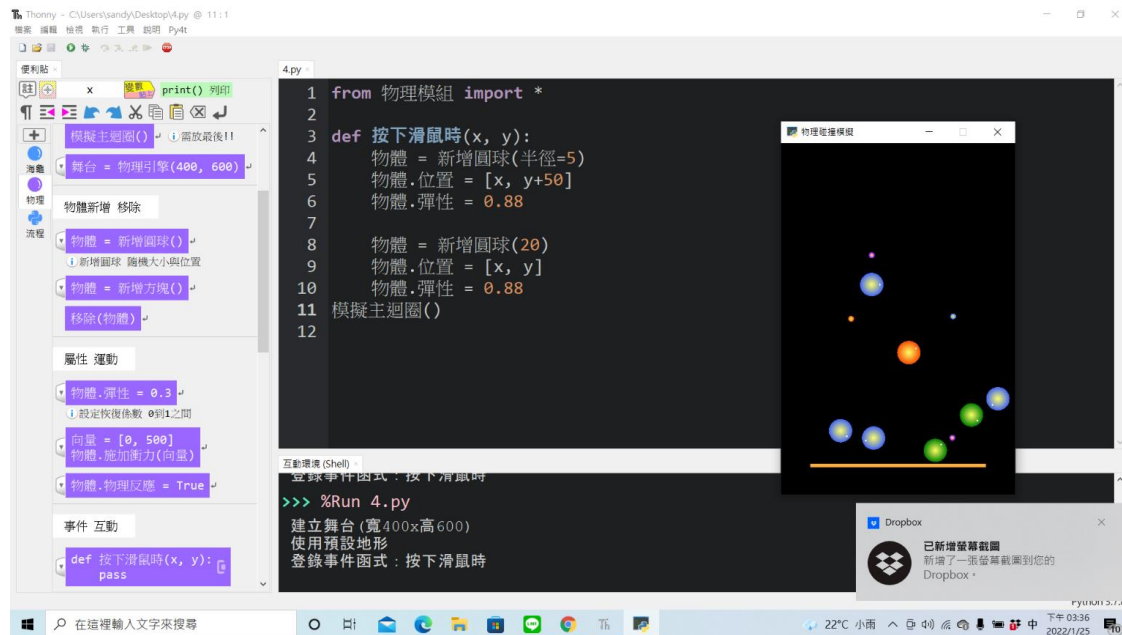 Thonny - C:\Users\sandy\Desktop\4.py @ 11 : 1
檔案 編輯 檢視 執行 工具 說明 Py4t
便利貼
註 x 變數 print() 列印
模擬主迴圈() 需放最後!!
舞台 = 物理引擎(400, 600)
海龜
物理
流程
物體新增 移除
物體 = 新增圓球()
新增圓球 隨機大小與位置
物體 = 新增方塊()
移除(物體)
屬性 運動
物體.彈性 = 0.3
設定恢復係數 0到1之間
向量 = [0, 500]
物體.施加衝力(向量)
物體.物理反應 = True
事件 互動
def 按下滑鼠時(x, y):
pass
4.py
1 from 物理模組 import *
2
3 def 按下滑鼠時(x, y):
4 物體 = 新增圓球(半徑=5)
5 物體.位置 = [x, y+50]
6 物體.彈性 = 0.88
7
8 物體 = 新增圓球(20)
9 物體.位置 = [x, y]
10 物體.彈性 = 0.88
11 模擬主迴圈()
12
物理碰撞模擬
互動環境 (Shell)
登錄事件函式：按下滑鼠時
>>> %Run 4.py
建立舞台(寬400x高600)
使用預設地形
登錄事件函式：按下滑鼠時
Dropbox
已新增螢幕截圖
新增了一張螢幕截圖到您的
Dropbox。
在這裡輸入文字來搜尋
22°C 小雨
中
下午 03:36
2022/1/25